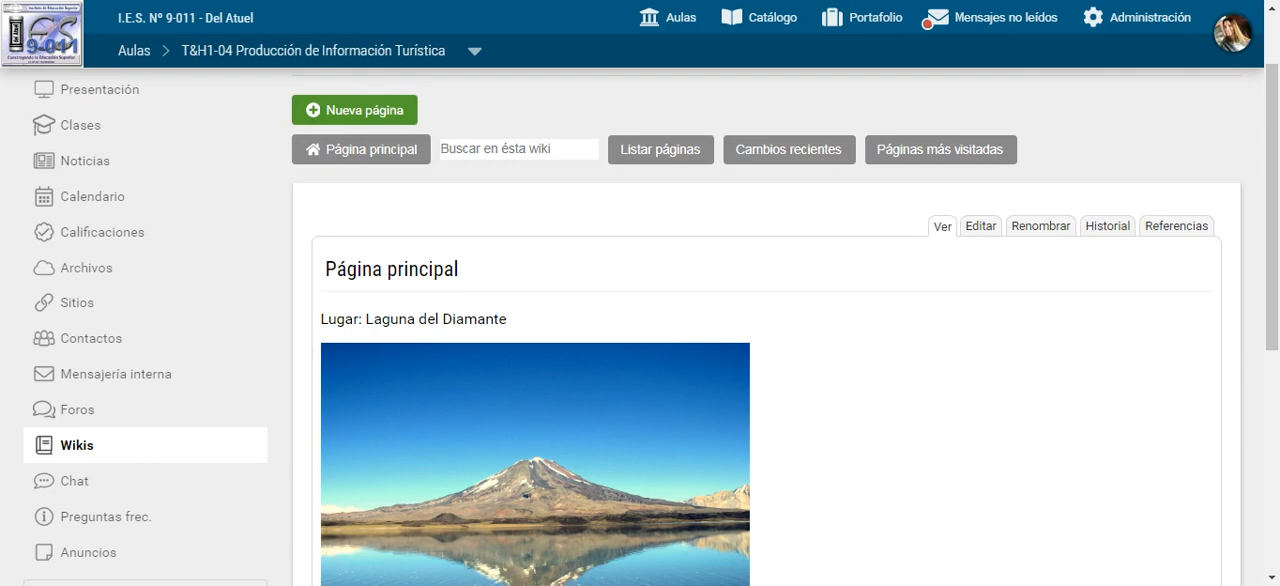 I.E.S. Nº 9-011 - Del Atuel
Aulas
Catálogo
Portafolio
Mensajes no leídos
Administración
Aulas > T&H1-04 Producción de Información Turística
IES
9-011
Presentación
Clases
Noticias
Calendario
Calificaciones
Archivos
Sitios
Contactos
Mensajería interna
Foros
Wikis
Chat
Preguntas frec.
Anuncios
Nueva página
Página principal
Buscar en ésta wiki
Listar páginas
Cambios recientes
Páginas más visitadas
Ver
Editar
Renombrar
Historial
Referencias
Página principal
Lugar: Laguna del Diamante